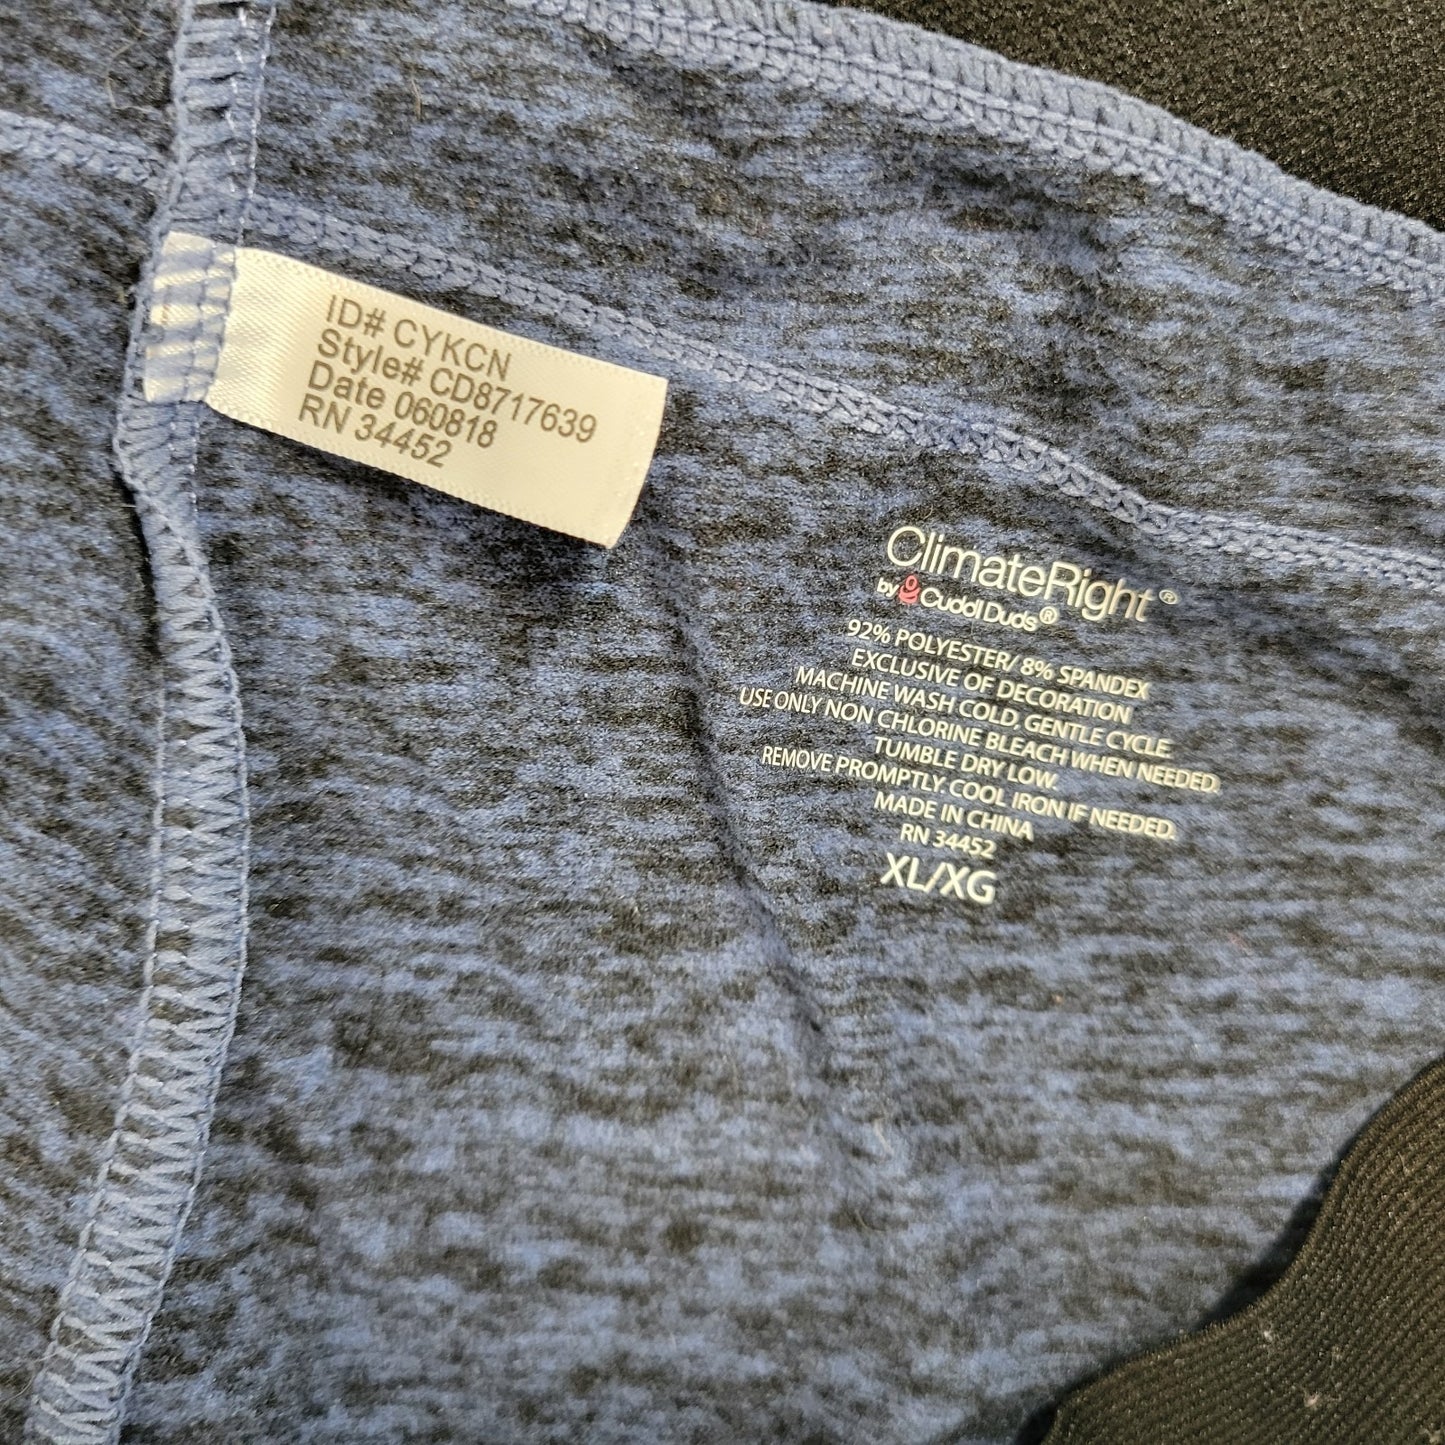 ID# CYKCN
Style# CD8717639
Date 060818
RN 34452
ClimateRight®
by Cuddl Duds®
92% POLYESTER/ 8% SPANDEX
EXCLUSIVE OF DECORATION
MACHINE WASH COLD, GENTLE CYCLE.
USE ONLY NON CHLORINE BLEACH WHEN NEEDED.
TUMBLE DRY LOW.
REMOVE PROMPTLY. COOL IRON IF NEEDED.
MADE IN CHINA
RN 34452
XL/XG